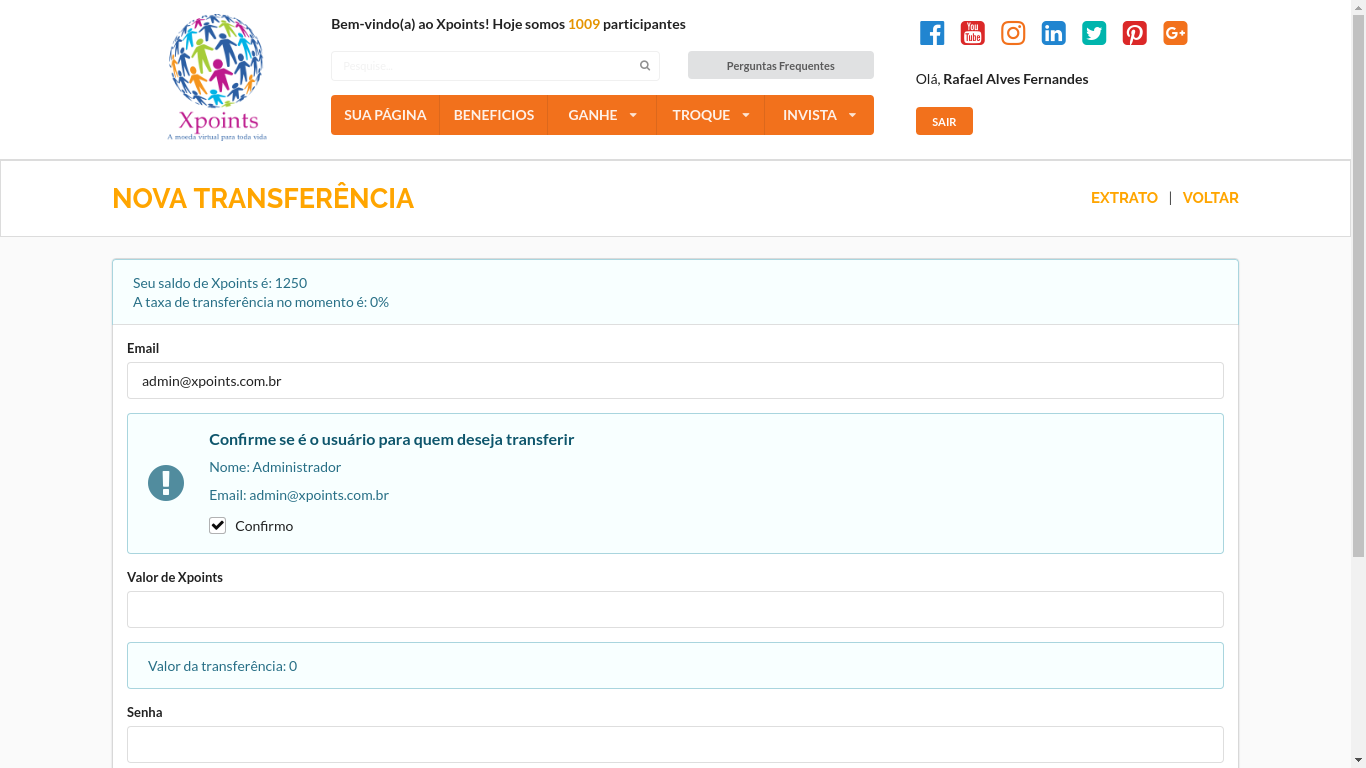 Xpoints
A moeda virtual para toda vida
Bem-vindo(a) ao Xpoints! Hoje somos 1009 participantes
Pesquise...
Perguntas Frequentes
SUA PÁGINA
BENEFICIOS
GANHE
TROQUE
INVISTA
You Tube
in
G+
Olá, Rafael Alves Fernandes
SAIR
NOVA TRANSFERÊNCIA
EXTRATO | VOLTAR
Seu saldo de Xpoints é: 1250
A taxa de transferência no momento é: 0%
Email
admin@xpoints.com.br
Confirme se é o usuário para quem deseja transferir
Nome: Administrador
Email: admin@xpoints.com.br
Confirmo
Valor de Xpoints
Valor da transferência: 0
Senha